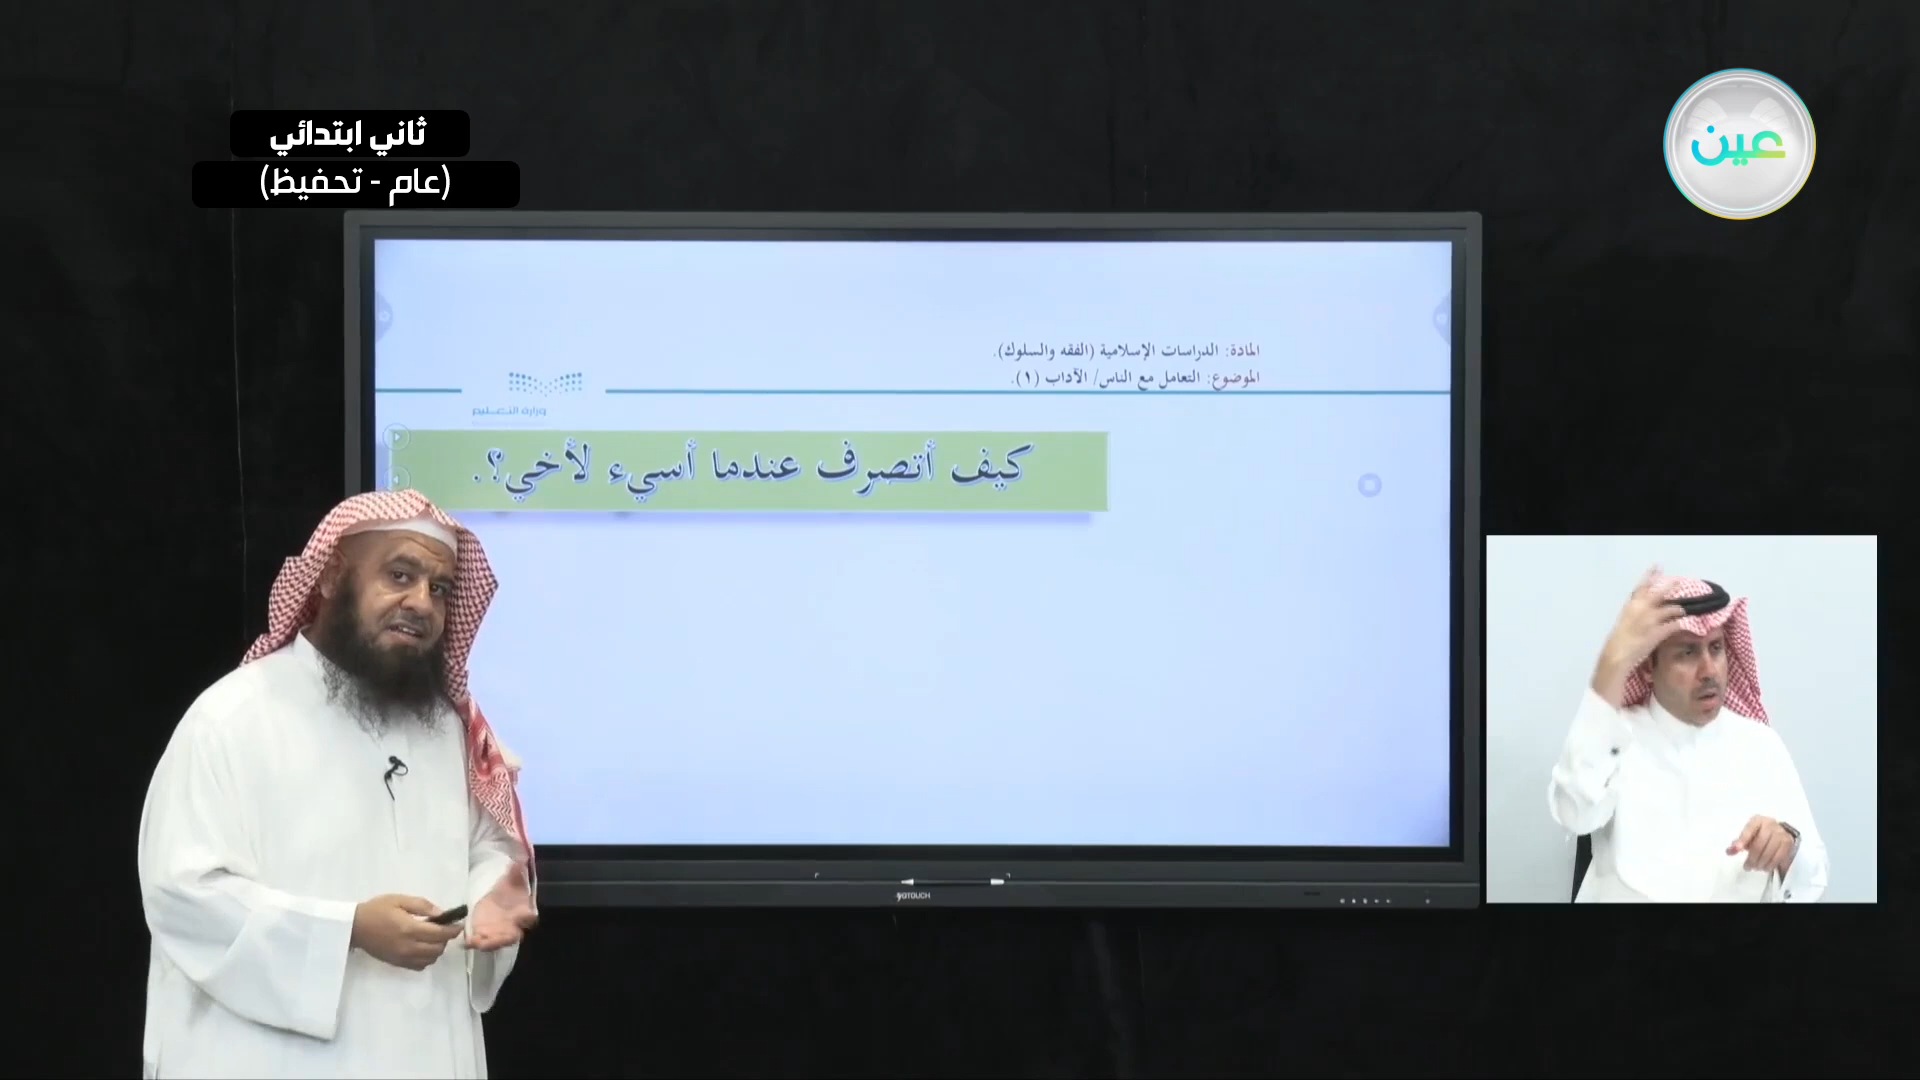 ثاني ابتدائي
(عام - تحفيظ)
عين
المادة: الدراسات الإسلامية (الفقه والسلوك).
الموضوع: التعامل مع الناس/ الآداب (١).
وزارة التعـليم
كيف أتصرف عندما أسيء لأخي؟.